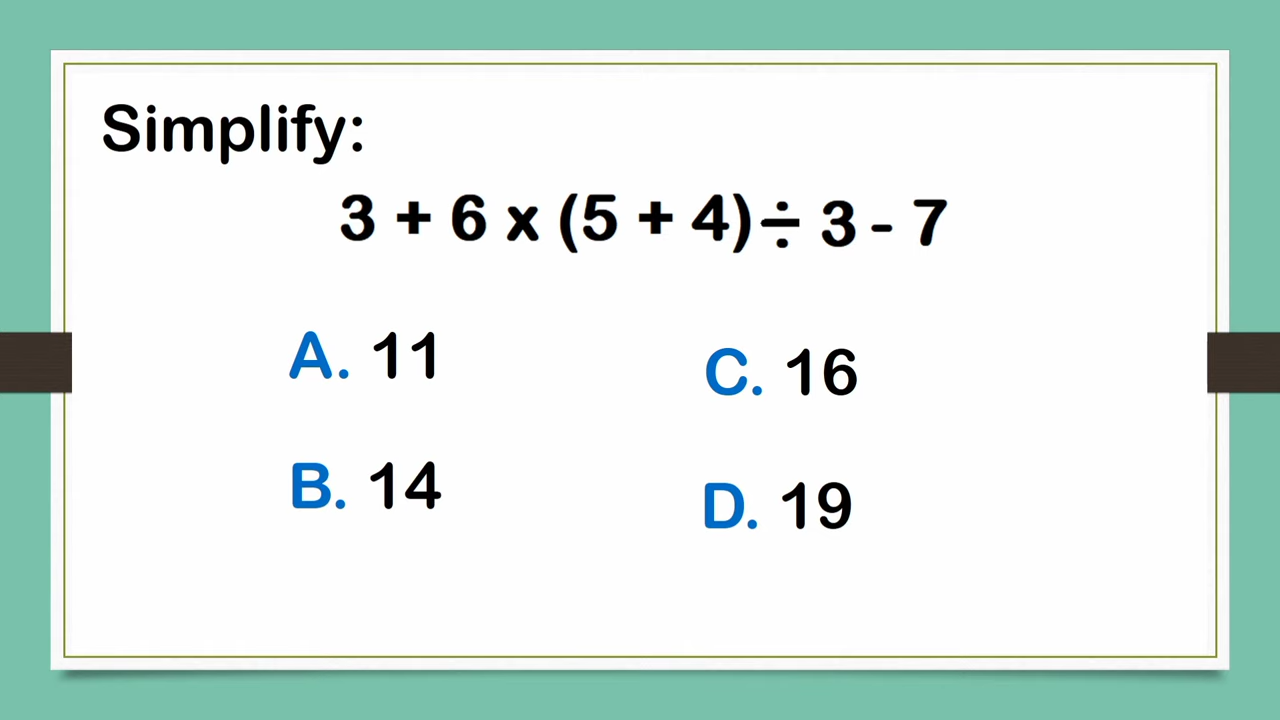 Simplify:
3 + 6 x (5 + 4) ÷ 3 - 7
A. 11
C. 16
B. 14
D. 19